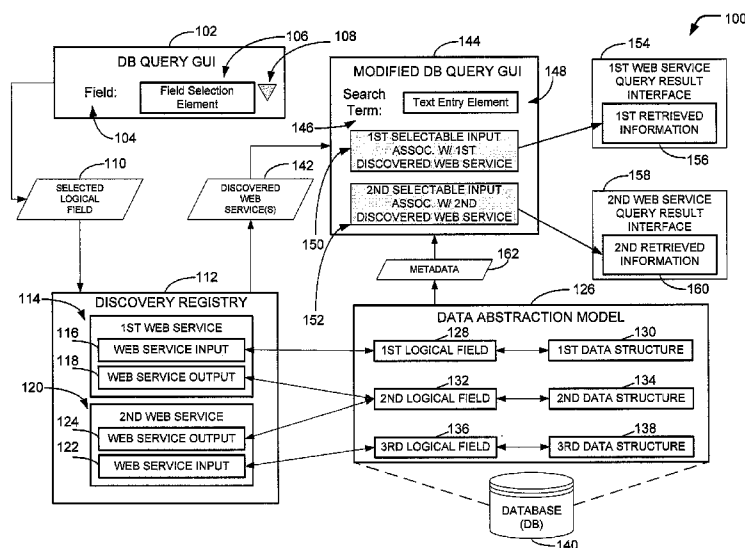 100
102
DB QUERY GUI
106
108
Field:
Field Selection
Element
104
110
SELECTED
LOGICAL
FIELD
142
DISCOVERED
WEB
SERVICE(S)
144
MODIFIED DB QUERY GUI
148
Search
Term:
Text Entry Element
146
1ST SELECTABLE INPUT
ASSOC. W/ 1ST
DISCOVERED WEB SERVICE
2ND SELECTABLE INPUT
ASSOC. W/ 2ND
DISCOVERED WEB SERVICE
150
152
154
1ST WEB SERVICE
QUERY RESULT
INTERFACE
1ST RETRIEVED
INFORMATION
156
158
2ND WEB SERVICE
QUERY RESULT
INTERFACE
2ND RETRIEVED
INFORMATION
160
METADATA
162
112
DISCOVERY REGISTRY
114
1ST WEB SERVICE
116
WEB SERVICE INPUT
118
WEB SERVICE OUTPUT
120
2ND WEB SERVICE
124
WEB SERVICE OUTPUT
122
WEB SERVICE INPUT
126
DATA ABSTRACTION MODEL
128
1ST LOGICAL FIELD
130
1ST DATA STRUCTURE
132
2ND LOGICAL FIELD
134
2ND DATA STRUCTURE
136
3RD LOGICAL FIELD
138
3RD DATA STRUCTURE
DATABASE
(DB)
140